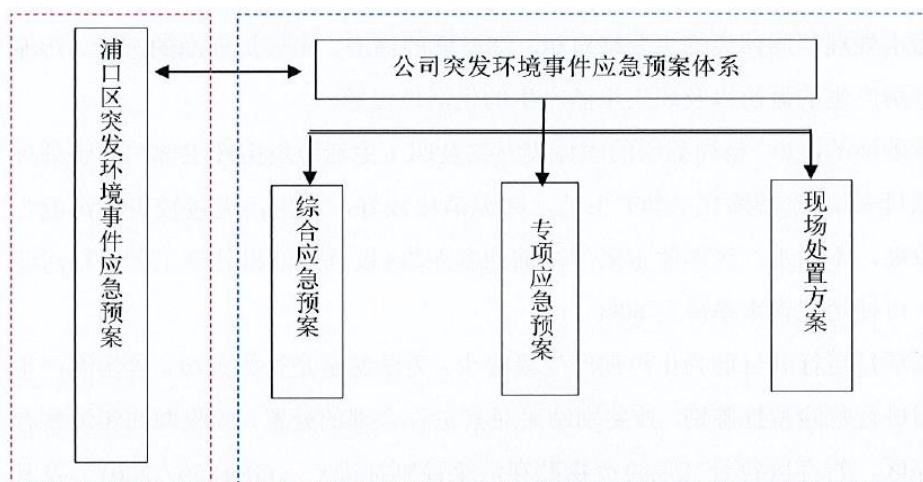 浦口区突发环境事件应急预案
公司突发环境事件应急预案体系
综合应急预案
专项应急预案
现场处置方案